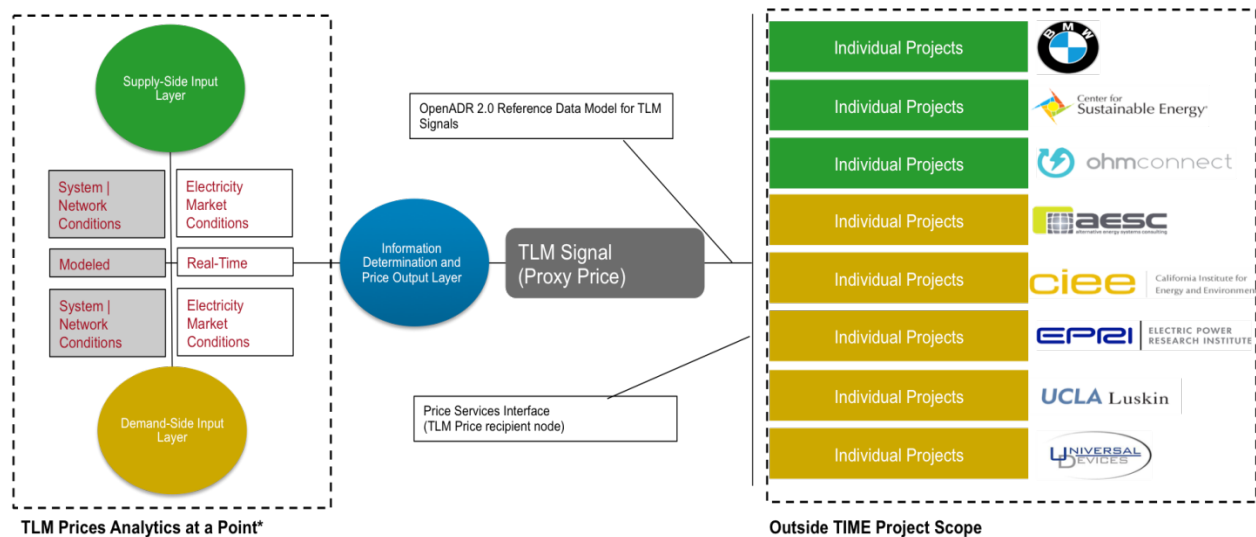 Supply-Side Input
Layer
System |
Network
Conditions
Electricity
Market
Conditions
Modeled
Real-Time
System |
Network
Conditions
Electricity
Market
Conditions
Demand-Side Input
Layer
TLM Prices Analytics at a Point*
Information
Determination and
Price Output Layer
OpenADR 2.0 Reference Data Model for TLM
Signals
TLM Signal
(Proxy Price)
Price Services Interface
(TLM Price recipient node)
Individual Projects
BMW
Individual Projects
Center for
Sustainable Energy
Individual Projects
ohmconnect
Individual Projects
aesc
alternative energy systems consulting
Individual Projects
ciee
California Institute for
Energy and Environment
Individual Projects
EPRI
ELECTRIC POWER
RESEARCH INSTITUTE
Individual Projects
UCLA Luskin
Individual Projects
UNIVERSAL
DEVICES
Outside TIME Project Scope